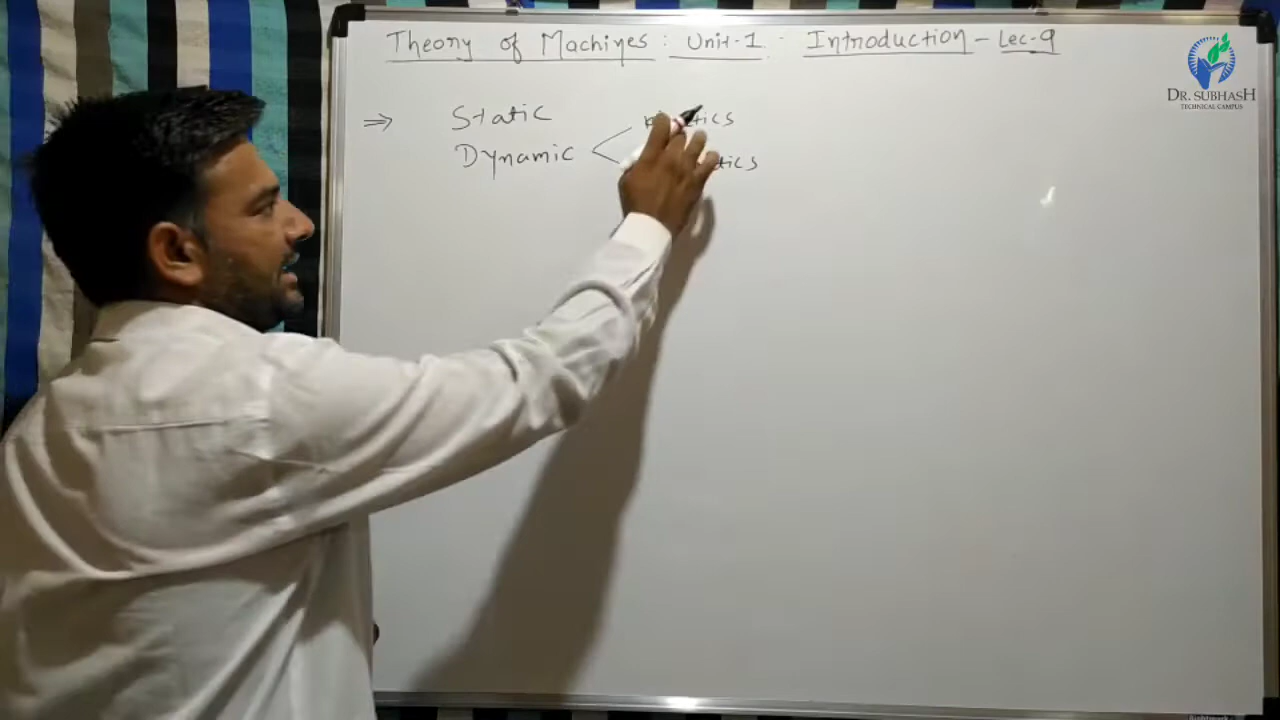 Theory of Machines : Unit-1 : Introduction - Lec-9
⇒ Static
Dynamic <
DR. SUBHASH
TECHNICAL CAMPUS